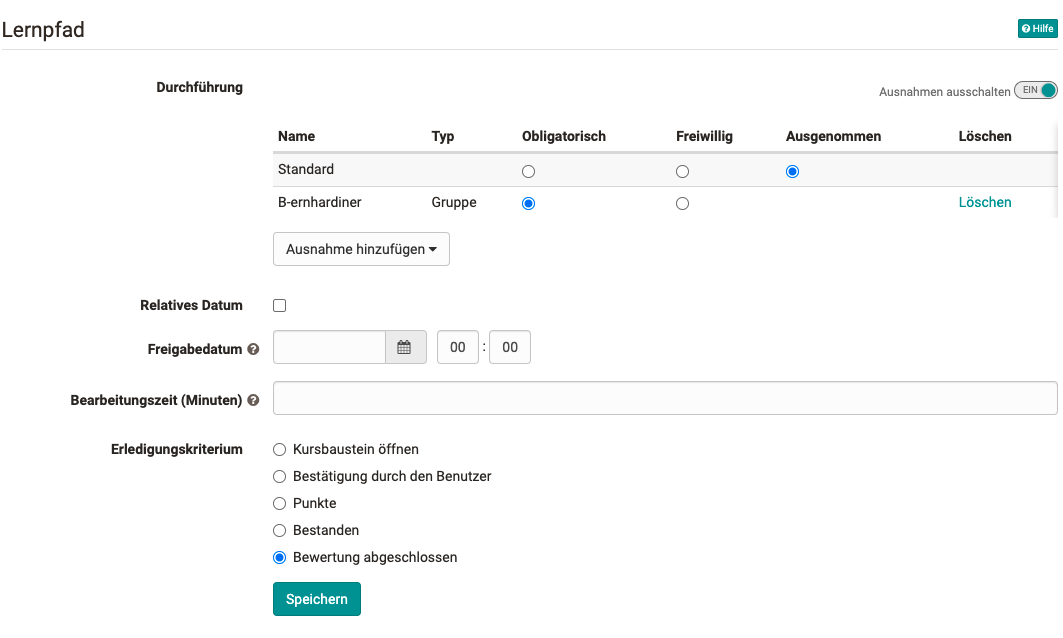 Lernpfad
Hilfe
Durchführung
Ausnahmen ausschalten EIN
Name Typ Obligatorisch Freiwillig Ausgenommen Löschen
Standard
B-ernhardiner Gruppe Löschen
Ausnahme hinzufügen
Relatives Datum
Freigabedatum 00 : 00
Bearbeitungszeit (Minuten)
Erledigungskriterium Kursbaustein öffnen
Bestätigung durch den Benutzer
Punkte
Bestanden
Bewertung abgeschlossen
Speichern